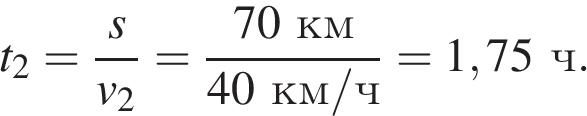 t₂ = s/v₂ = 70 км / 40 км/ч = 1,75 ч.